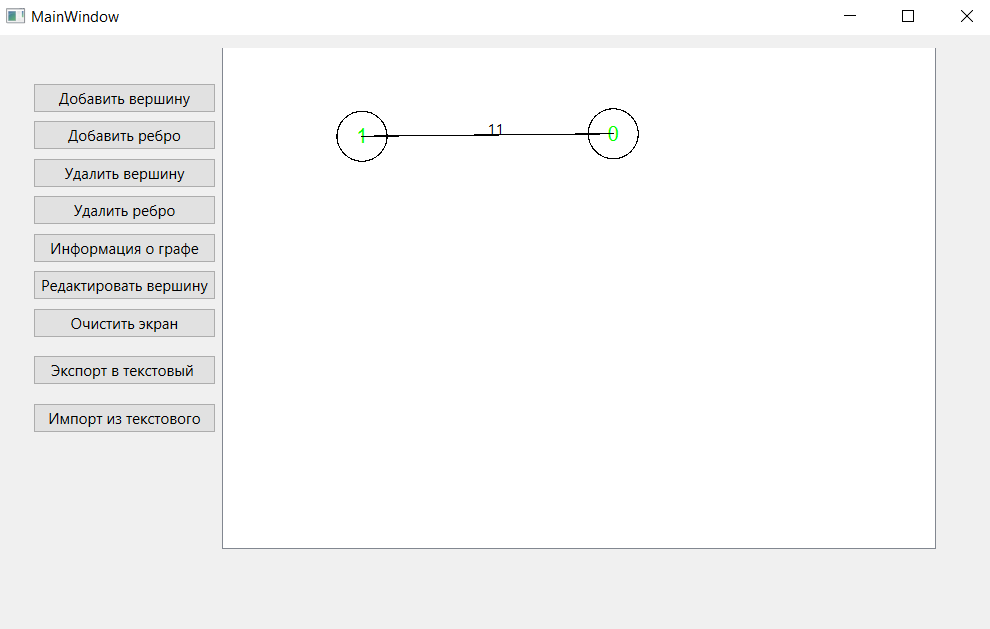 MainWindow
Добавить вершину
Добавить ребро
Удалить вершину
Удалить ребро
Информация о графе
Редактировать вершину
Очистить экран
Экспорт в текстовый
Импорт из текстового
1
11
0